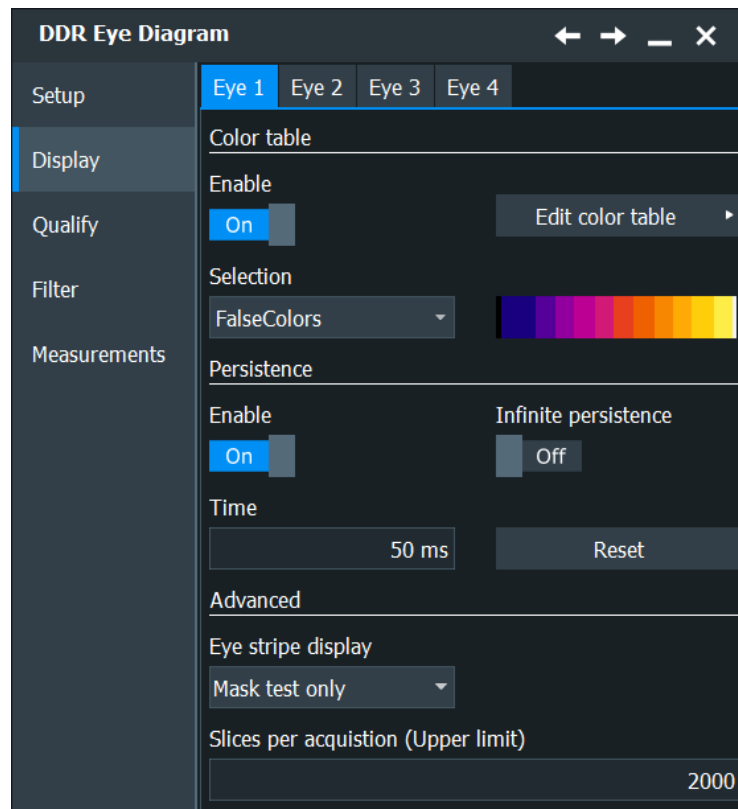 DDR Eye Diagram
Setup
Display
Qualify
Filter
Measurements
Eye 1 Eye 2 Eye 3 Eye 4
Color table
Enable
On Edit color table
Selection
FalseColors
Persistence
Enable Infinite persistence
On Off
Time
50 ms Reset
Advanced
Eye stripe display
Mask test only
Slices per acquistion (Upper limit)
2000